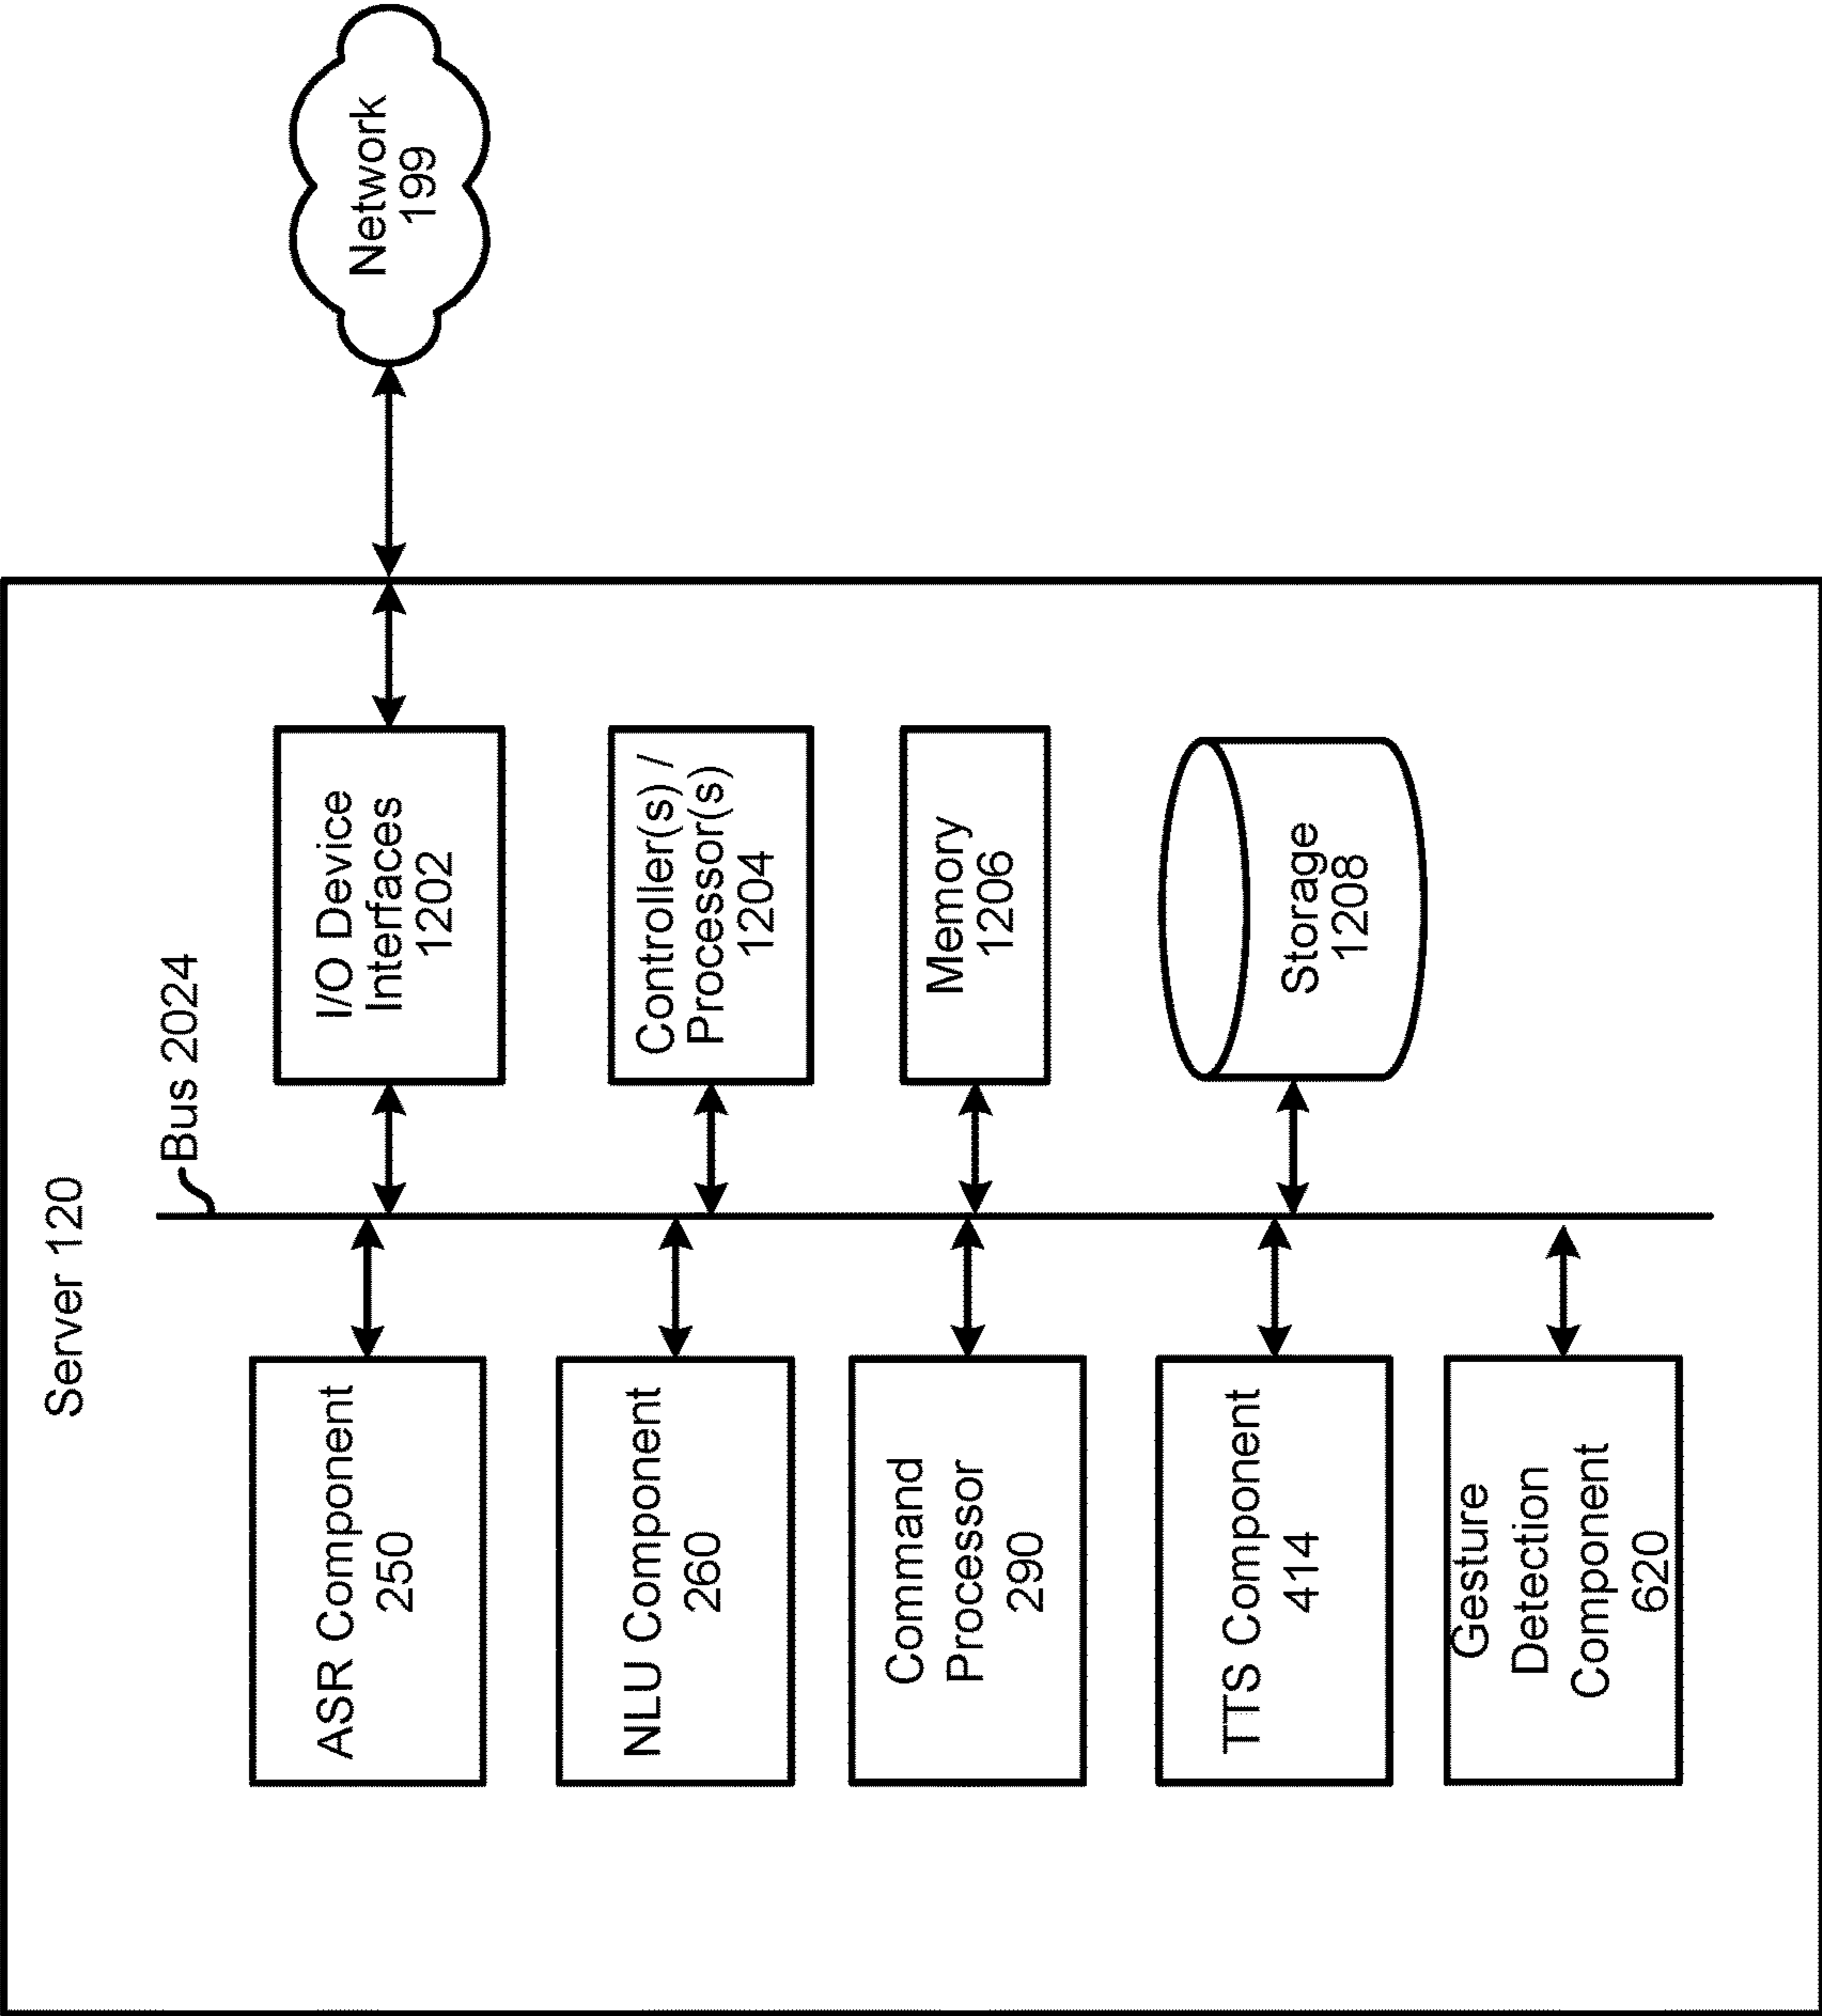 Server 120
Bus 2024
ASR Component
250
NLU Component
260
Command
Processor
290
TTS Component
414
Gesture
Detection
Component
620
I/O Device
Interfaces
1202
Controller(s) /
Processor(s)
1204
Memory
1206
Storage
1208
Network
199